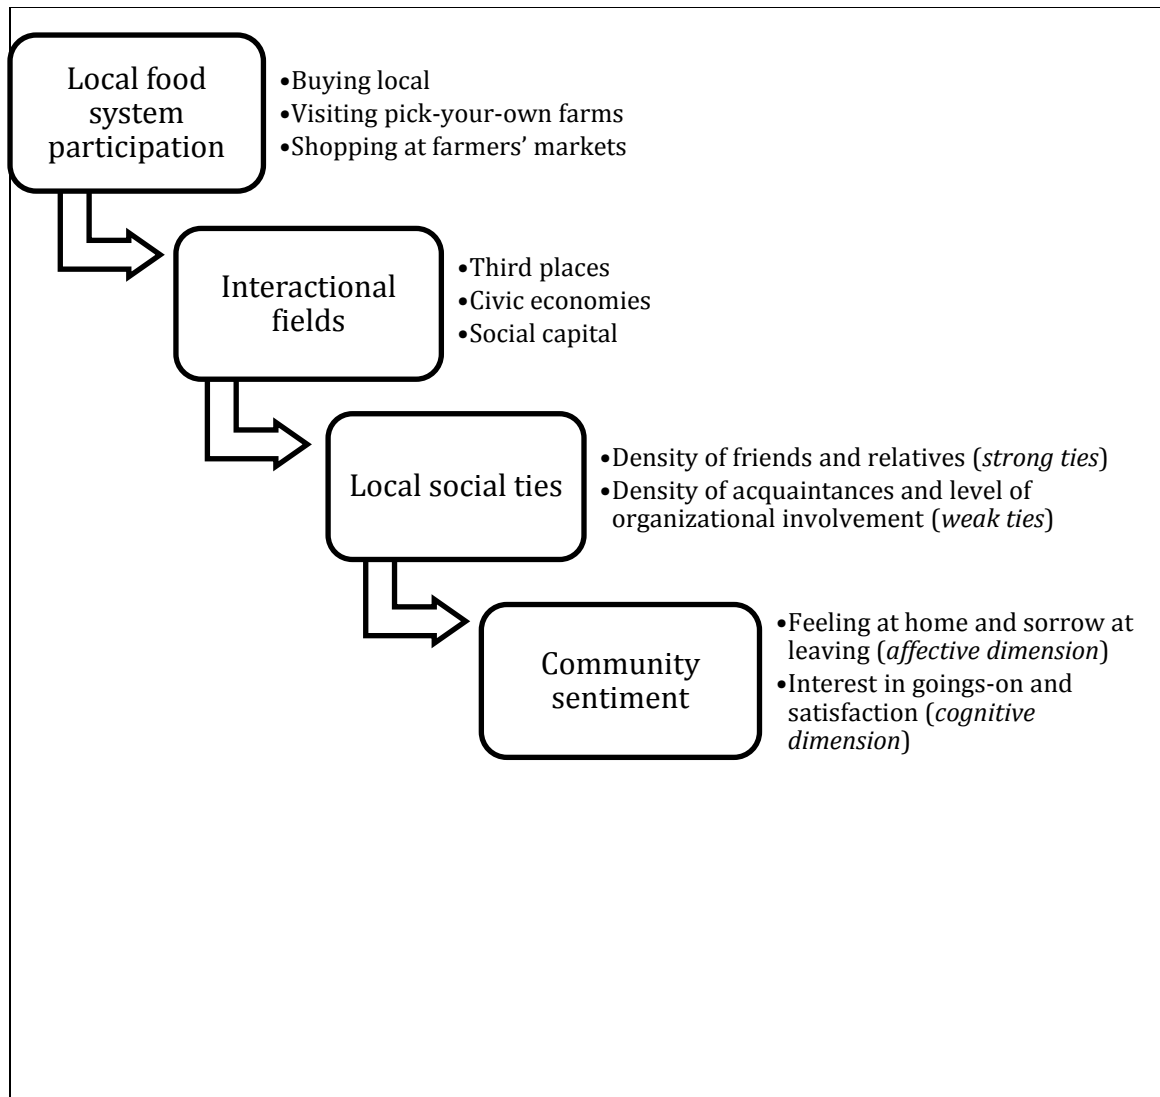 Local food
system
participation
•Buying local
•Visiting pick-your-own farms
•Shopping at farmers’ markets
Interactional
fields
•Third places
•Civic economies
•Social capital
Local social ties
•Density of friends and relatives (strong ties)
•Density of acquaintances and level of
organizational involvement (weak ties)
Community
sentiment
•Feeling at home and sorrow at
leaving (affective dimension)
•Interest in goings-on and
satisfaction (cognitive
dimension)